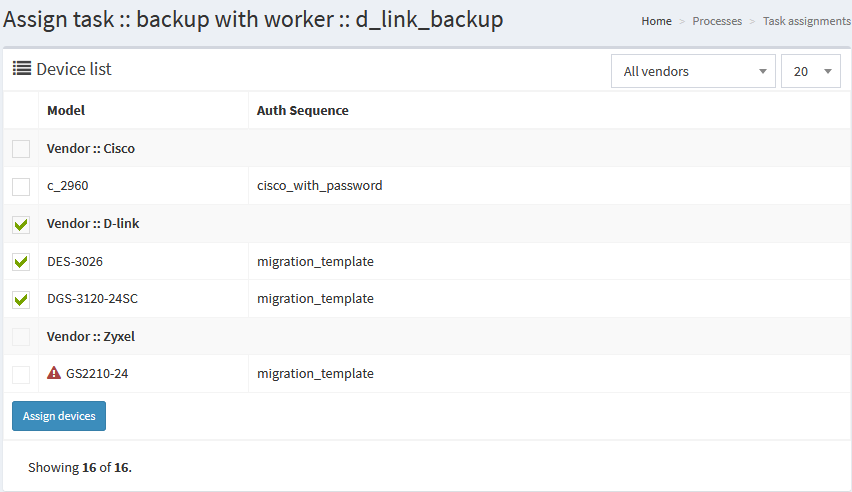 Assign task :: backup with worker :: d_link_backup
Home > Processes > Task assignments
Device list
All vendors
20
Model Auth Sequence
Vendor :: Cisco
c_2960 cisco_with_password
Vendor :: D-link
DES-3026 migration_template
DGS-3120-24SC migration_template
Vendor :: Zyxel
GS2210-24 migration_template
Assign devices
Showing 16 of 16.